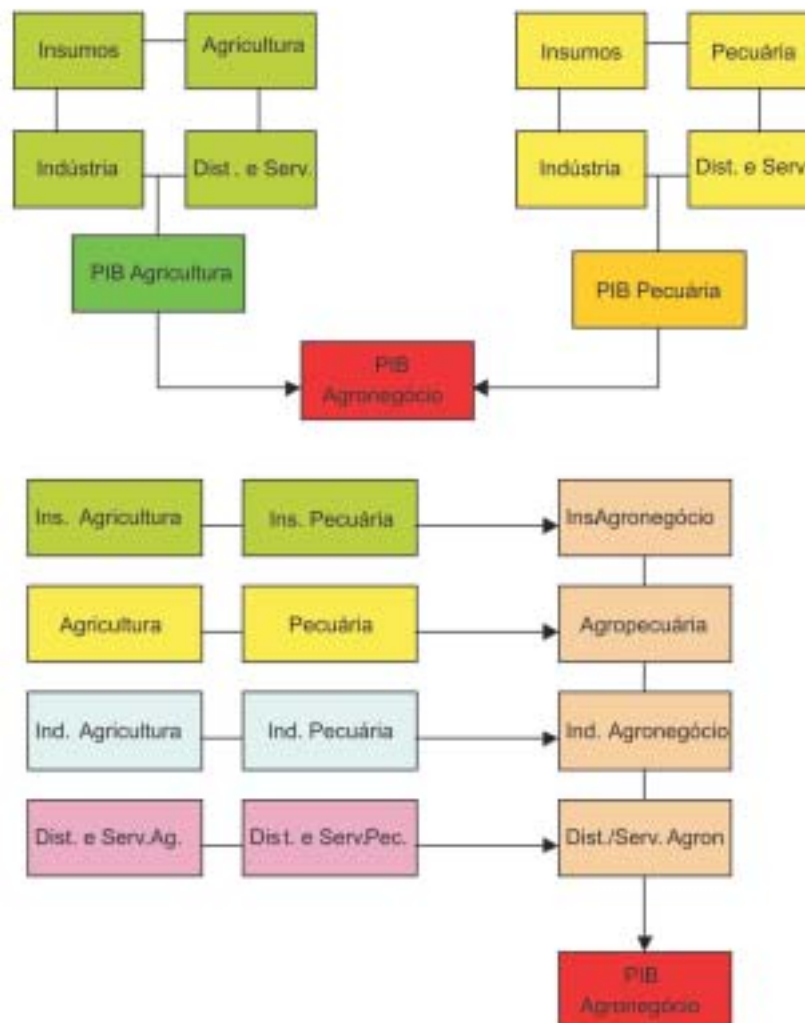 Insumos
Agricultura
Insumos
Pecuária
Indústria
Dist. e Serv.
Indústria
Dist. e Serv
PIB Agricultura
PIB Pecuária
PIB
Agronegócio
Ins. Agricultura
Ins. Pecuária
InsAgronegócio
Agricultura
Pecuária
Agropecuária
Ind. Agricultura
Ind. Pecuária
Ind. Agronegócio
Dist. e Serv.Ag.
Dist. e Serv.Pec.
Dist./Serv. Agron
PIB
Agronegócio